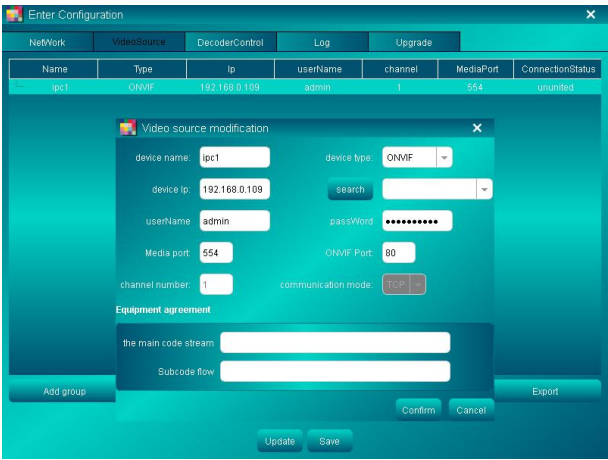 Enter Configuration
NetWork VideoSource DecoderControl Log Upgrade
Name Type Ip userName channel MediaPort ConnectionStatus
ipc1 ONVIF 192.168.0.109 admin 1 554 ununited
Video source modification
device name: ipc1 device type: ONVIF
device Ip: 192.168.0.109 search
userName admin passWord ●●●●●●●●●●
Media port: 554 ONVIF Port: 80
channel number: 1 communication mode: TCP
Equipment agreement
the main code stream
Subcode flow
Add group Export
Confirm Cancel
Update Save